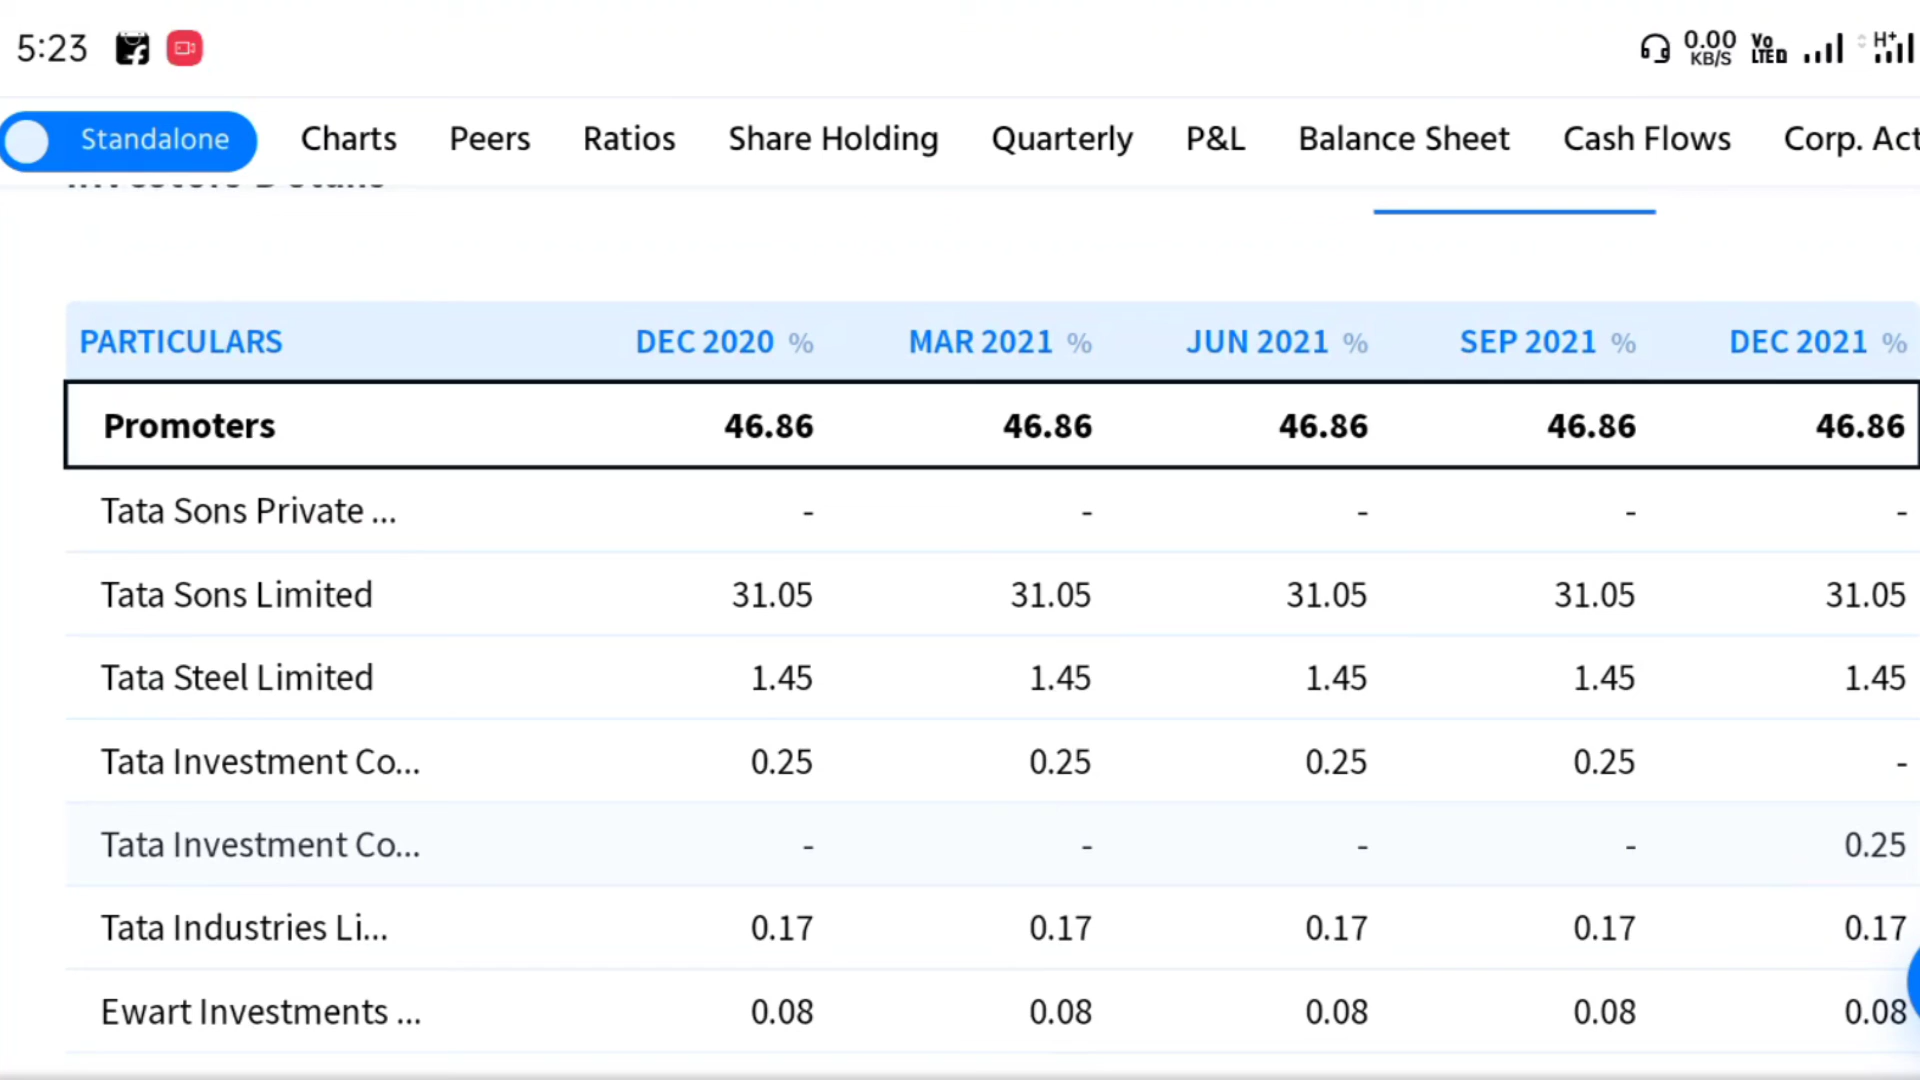 5:23 0.00 KB/S Vo LTED H+
Standalone Charts Peers Ratios Share Holding Quarterly P&L Balance Sheet Cash Flows Corp. Act
PARTICULARS DEC 2020 % MAR 2021 % JUN 2021 % SEP 2021 % DEC 2021 %
Promoters 46.86 46.86 46.86 46.86 46.86
Tata Sons Private ... - - - - -
Tata Sons Limited 31.05 31.05 31.05 31.05 31.05
Tata Steel Limited 1.45 1.45 1.45 1.45 1.45
Tata Investment Co... 0.25 0.25 0.25 0.25 -
Tata Investment Co... - - - - 0.25
Tata Industries Li... 0.17 0.17 0.17 0.17 0.17
Ewart Investments ... 0.08 0.08 0.08 0.08 0.08